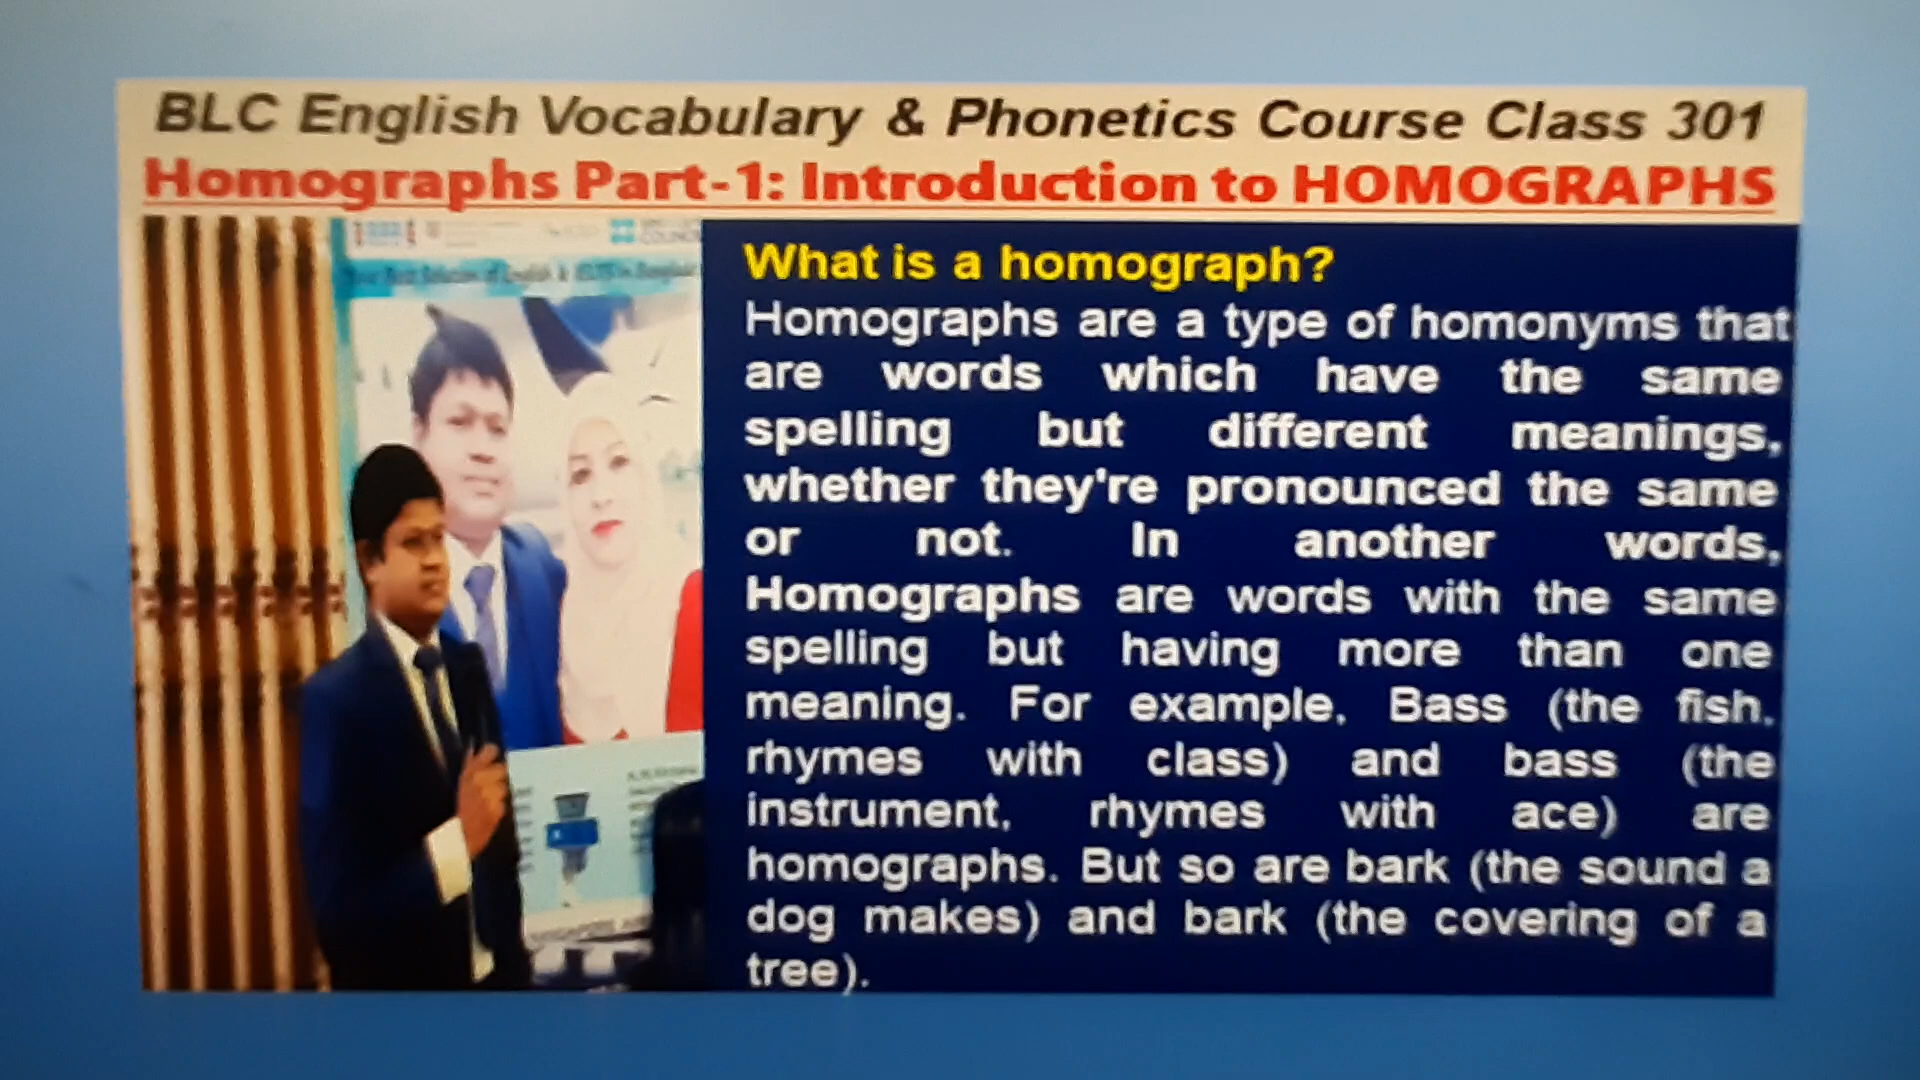 BLC English Vocabulary & Phonetics Course Class 301
Homographs Part-1: Introduction to HOMOGRAPHS
What is a homograph?
Homographs are a type of homonyms that
are words which have the same
spelling but different meanings,
whether they're pronounced the same
or not. In another words,
Homographs are words with the same
spelling but having more than one
meaning. For example, Bass (the fish,
rhymes with class) and bass (the
instrument, rhymes with ace) are
homographs. But so are bark (the sound a
dog makes) and bark (the covering of a
tree).